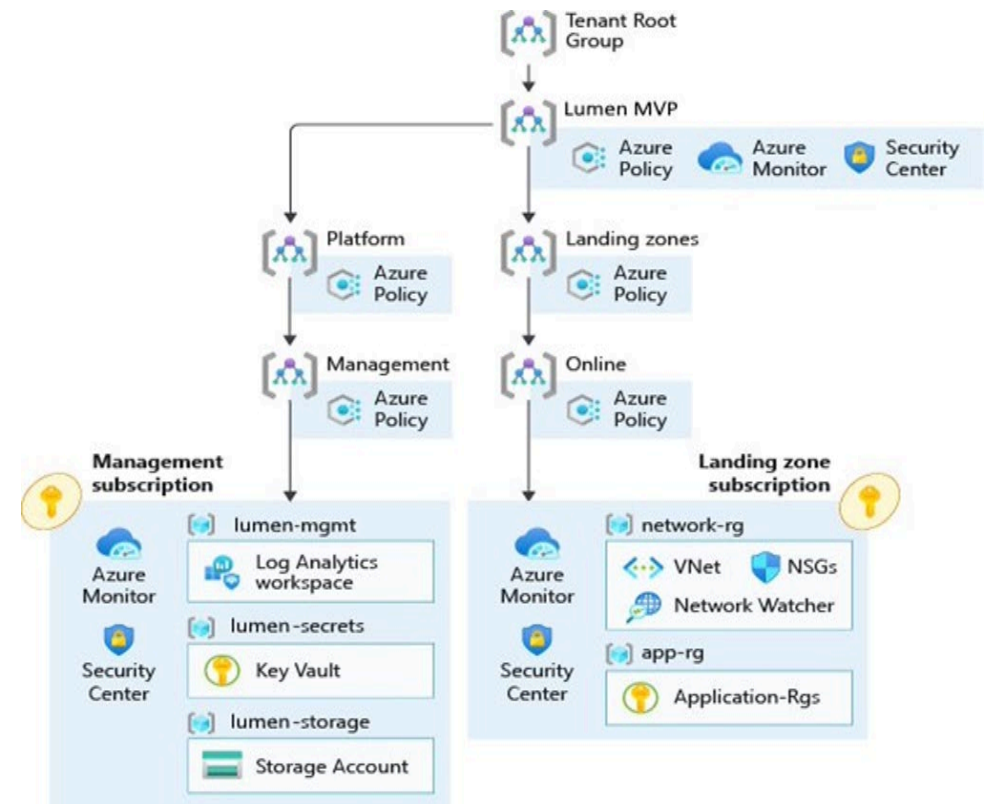 Tenant Root
Group
Lumen MVP
Azure
Policy
Azure
Monitor
Security
Center
Platform
Azure
Policy
Landing zones
Azure
Policy
Management
Azure
Policy
Online
Azure
Policy
Management
subscription
lumen-mgmt
Log Analytics
workspace
Azure
Monitor
lumen-secrets
Key Vault
Security
Center
lumen-storage
Storage Account
Landing zone
subscription
network-rg
VNet
NSGs
Network Watcher
Azure
Monitor
app-rg
Application-Rgs
Security
Center